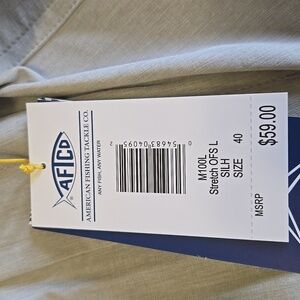 AFTCO
AMERICAN FISHING TACKLE CO.
ANY FISH, ANY WATER
0 54683 04095 2
M100L
Stretch OFS L
SILH
SIZE 40
MSRP $59.00